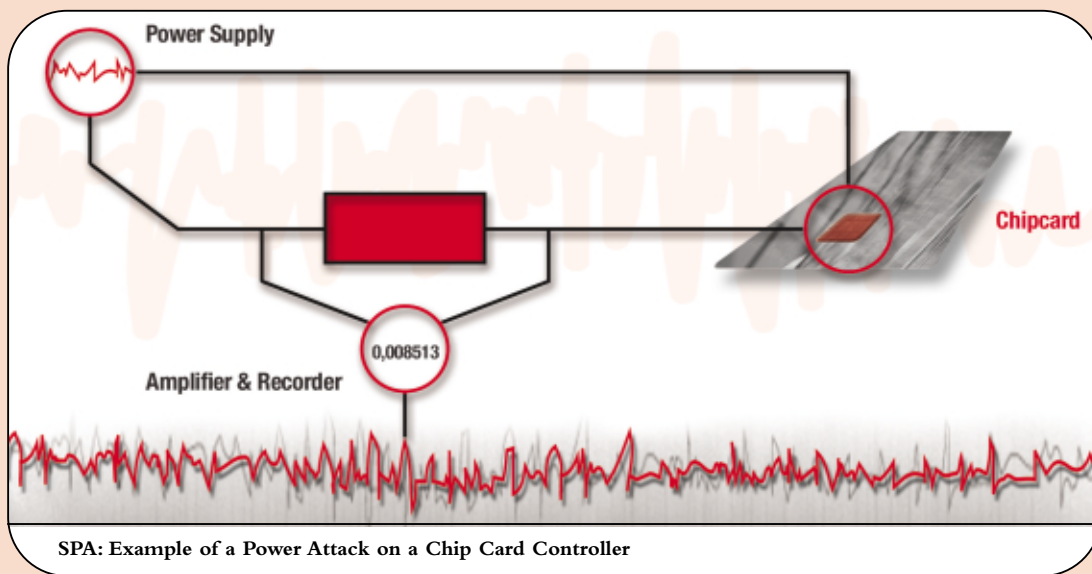 Power Supply
Chipcard
0,008513
Amplifier & Recorder
SPA: Example of a Power Attack on a Chip Card Controller